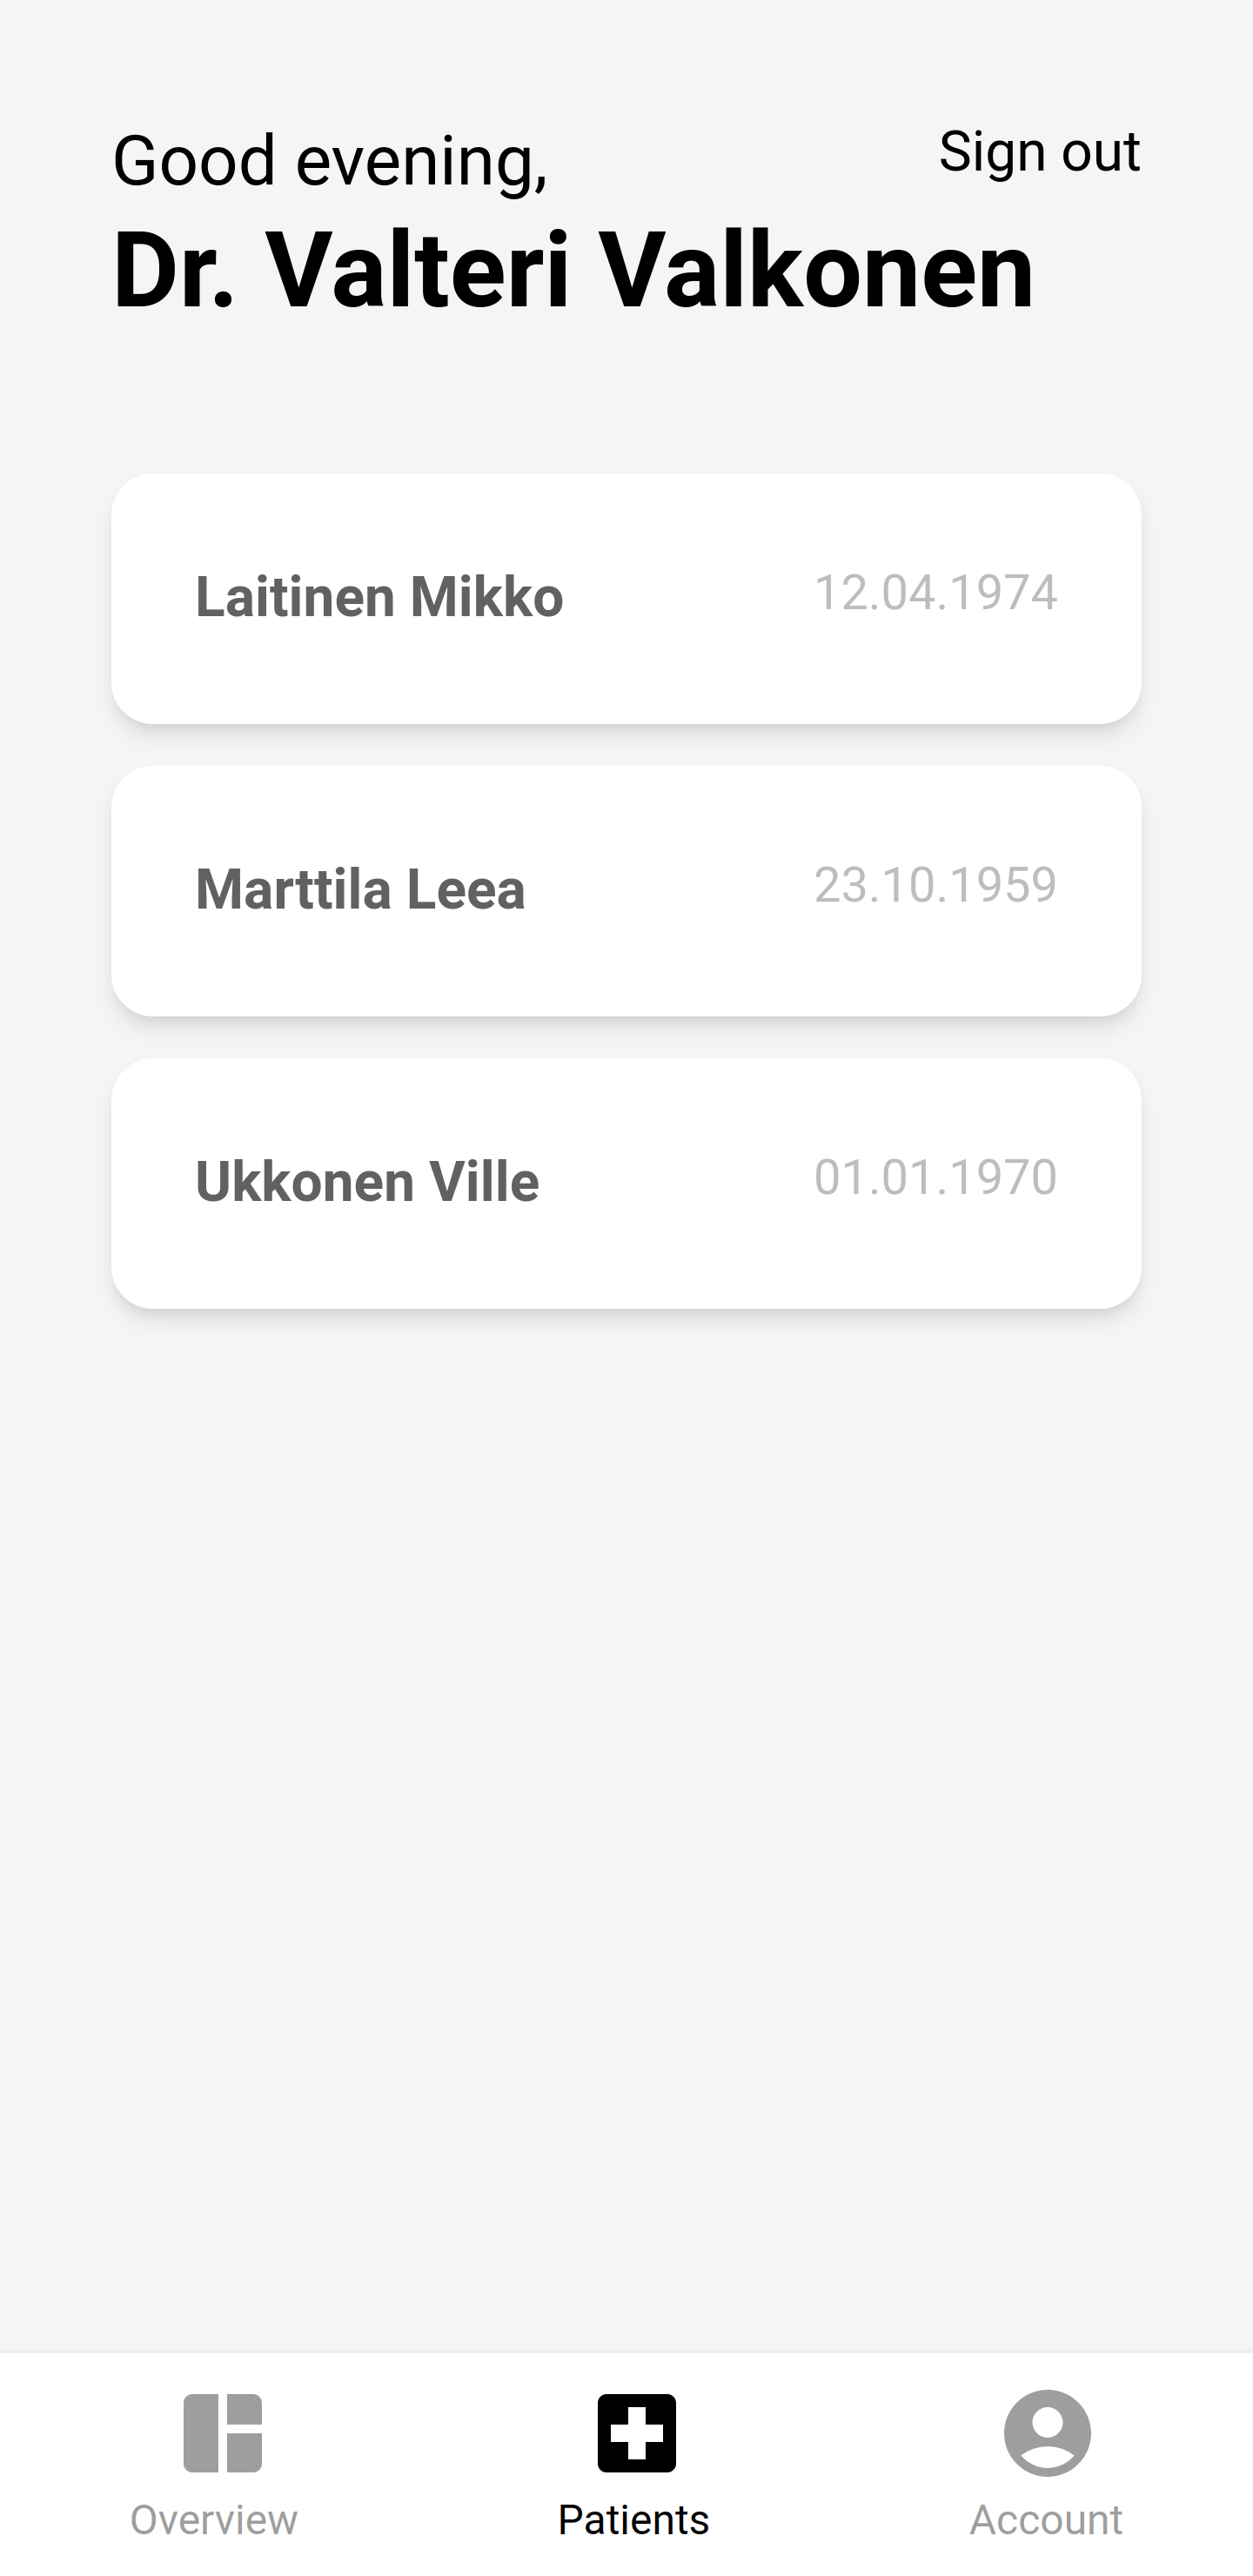 Good evening,
Sign out
Dr. Valteri Valkonen
Laitinen Mikko
12.04.1974
Marttila Leea
23.10.1959
Ukkonen Ville
01.01.1970
Overview
Patients
Account